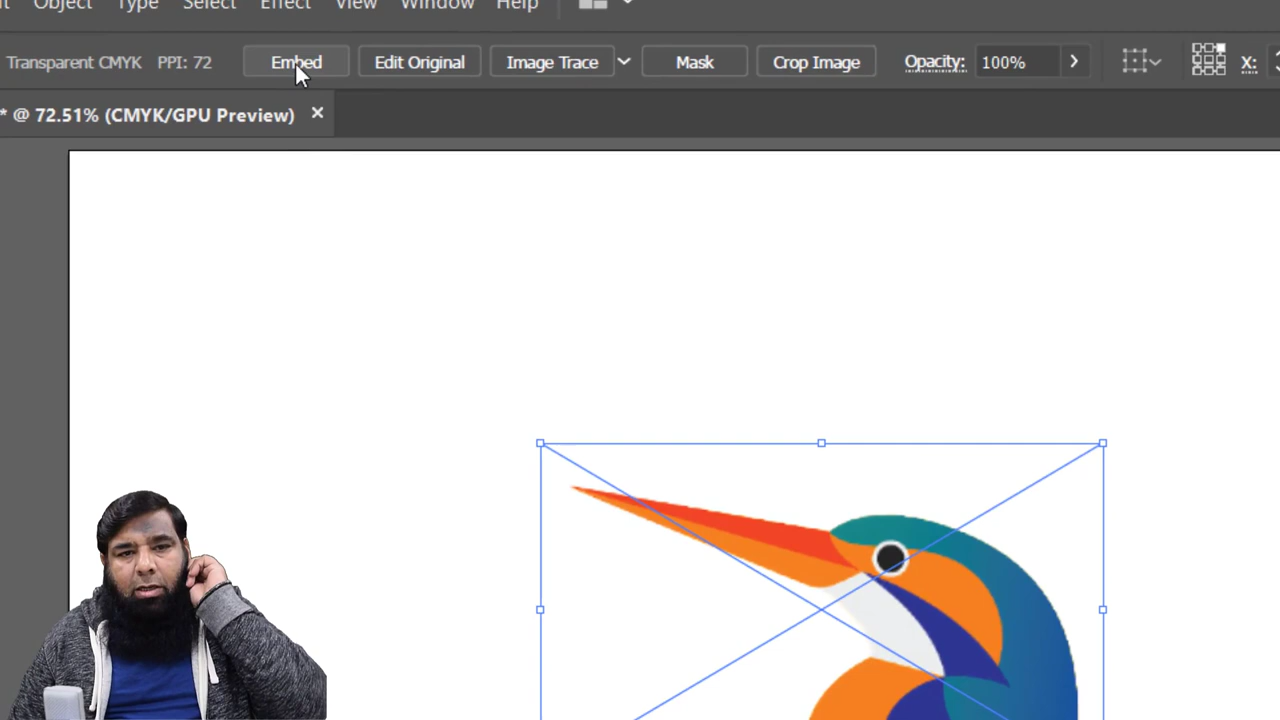 Object Type Select Effect View Window Help
Transparent CMYK PPI: 72 Embed Edit Original Image Trace Mask Crop Image Opacity: 100% X:
* @ 72.51% (CMYK/GPU Preview) ×